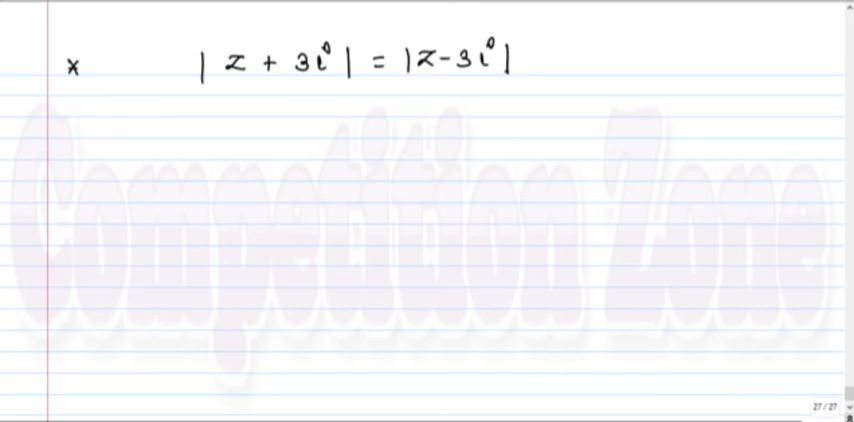 * | z + 3i | = | z - 3i |
Competition Zone
27 / 27